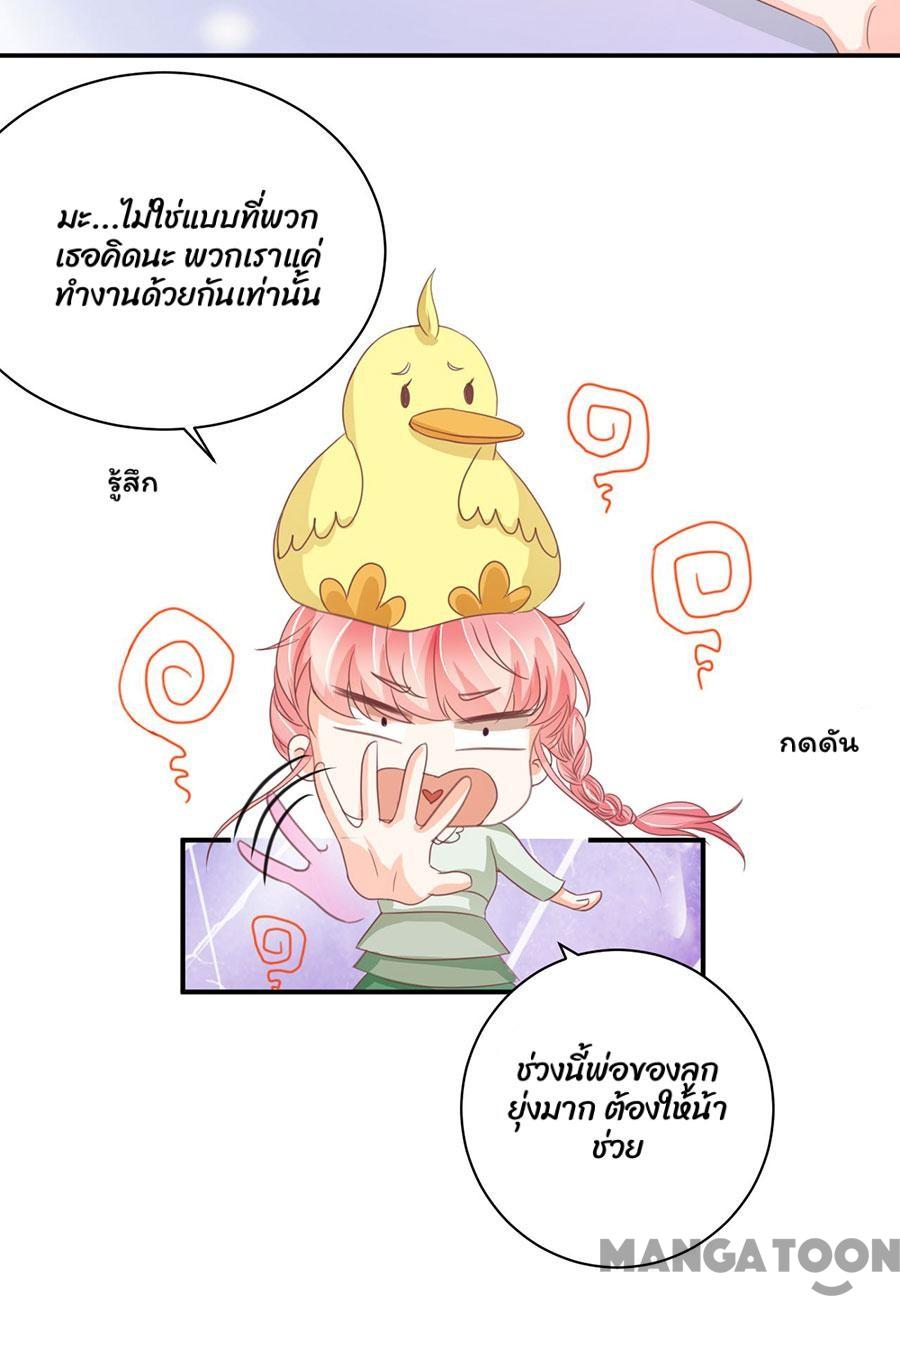 มะ...ไม่ใช่แบบที่พวก
เธอคิดนะ พวกเราแค่
ทำงานด้วยกันเท่านั้น
รู้สึก
กดดัน
ช่วงนี้พ่อของลูก
ยุ่งมาก ต้องให้น้า
ช่วย
MANGATOON